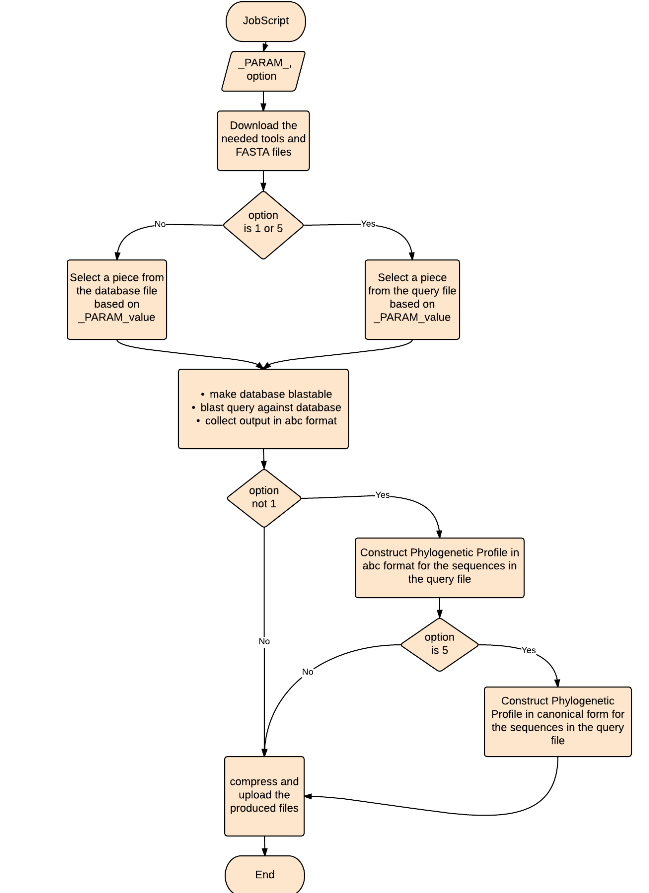 JobScript
_PARAM_,
option
Download the
needed tools and
FASTA files
option
is 1 or 5
No
Yes
Select a piece from
the database file
based on
_PARAM_value
Select a piece
from the query file
based on
_PARAM_value
• make database blastable
• blast query against database
• collect output in abc format
option
not 1
Yes
Construct Phylogenetic Profile in
abc format for the sequences in
the query file
No
option
is 5
Yes
No
Construct Phylogenetic
Profile in canonical form for
the sequences in the query
file
compress and
upload the
produced files
End